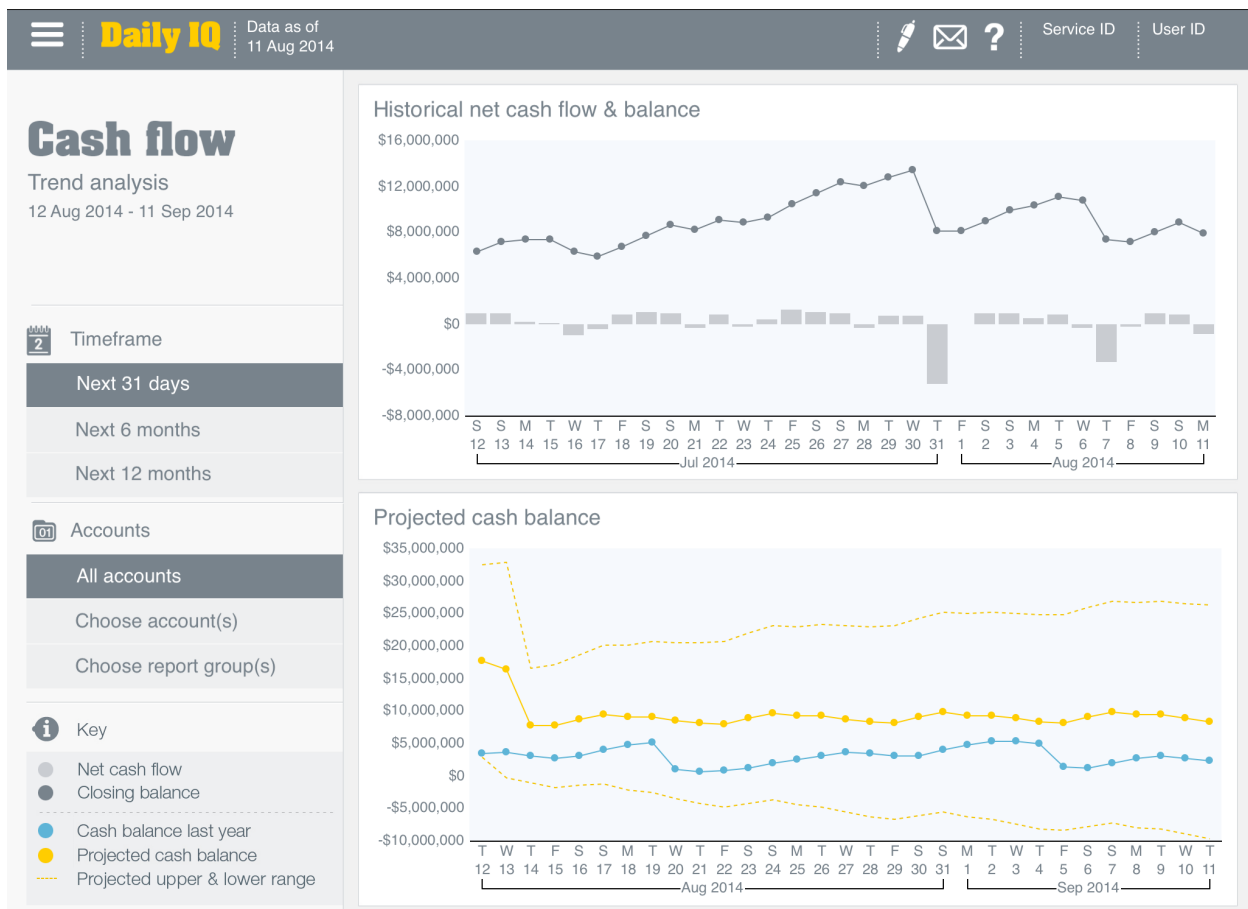 Daily IQ
Data as of
11 Aug 2014
?
Service ID
User ID
Cash flow
Trend analysis
12 Aug 2014 - 11 Sep 2014
2
Timeframe
Next 31 days
Next 6 months
Next 12 months
01
Accounts
All accounts
Choose account(s)
Choose report group(s)
i
Key
Net cash flow
Closing balance
Cash balance last year
Projected cash balance
Projected upper & lower range
Historical net cash flow & balance
$16,000,000
$12,000,000
$8,000,000
$4,000,000
$0
-$4,000,000
-$8,000,000
S S M T W T F S S M T W T F S S M T W T F S S M T W T F S S M
12 13 14 15 16 17 18 19 20 21 22 23 24 25 26 27 28 29 30 31 1 2 3 4 5 6 7 8 9 10 11
Jul 2014 Aug 2014
Projected cash balance
$35,000,000
$30,000,000
$25,000,000
$20,000,000
$15,000,000
$10,000,000
$5,000,000
$0
-$5,000,000
-$10,000,000
T W T F S S M T W T F S S M T W T F S S M T W T F S S M T W T
12 13 14 15 16 17 18 19 20 21 22 23 24 25 26 27 28 29 30 31 1 2 3 4 5 6 7 8 9 10 11
Aug 2014 Sep 2014